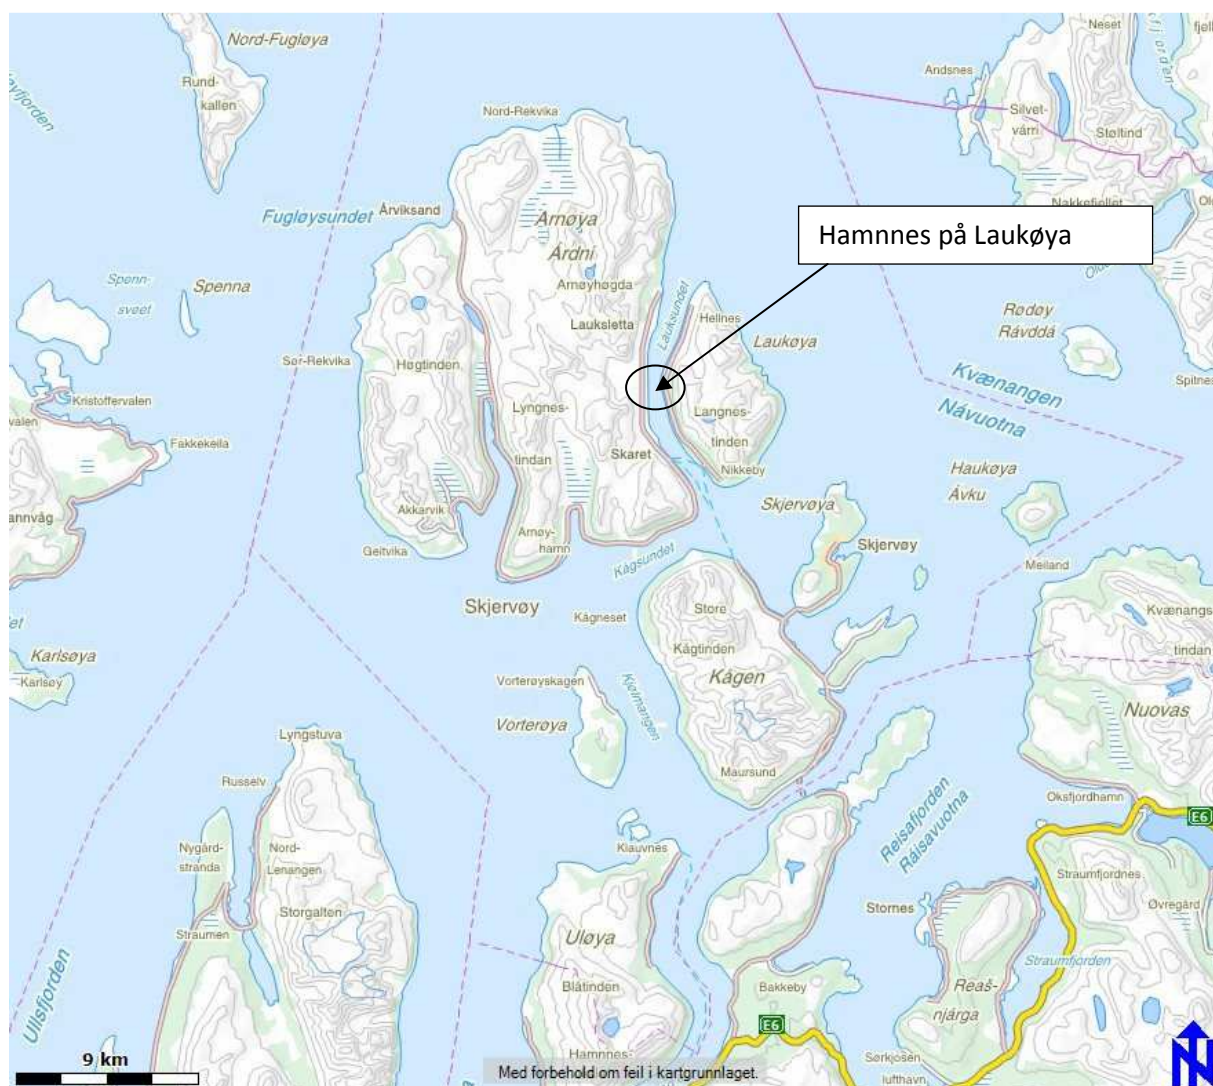 Nord-Fugløya
Rund-
kallen
Neset
Andsnes
Silvet-
várri
Støltind
Nord-Rekvika
Nakkefjellet
Fugløysundet
Årviksand
Hamnnes på Laukøya
Arnøya
Árdni
Spenn-
svøet
Spenna
Arnøyhøgda
Lauksundet
Rødøy
Rávddá
Lauksletta
Hellnes
Laukøya
Sør-Rekvika
Høgtinden
Kvænangen
Návuotna
Spitnes
Kristoffervalen
Lyngnes-
tindan
Langnes-
tinden
Fakkekeila
Skaret
Nikkeby
Haukøya
Ávku
Skjervøya
Akkarvik
Arnøy-
hamn
Skjervøy
Geitvika
Kågsundet
Meiland
Skjervøy
Kågneset
Store
Kågtinden
Kvænangs
tindan
Karlsøya
Karlsøy
Kågen
Vorterøyskagen
Kjølmangen
Vorterøya
Nuovas
Lyngstuva
Maursund
Russelv
Oksfjordhamn
E6
Reisafjorden
Ráisavuotna
Nygård-
stranda
Nord-
Lenangen
Klauvnes
Straumfjordnes
Storgalten
Stornes
Øvregård
Straumen
Uløya
Straumfjorden
Ullsfjorden
Blåtinden
Bakkeby
Reaš-
njárga
E6
9 km
Hamnnes-
Sørkjosen
lufthavn
Med forbehold om feil i kartgrunnlaget.
N